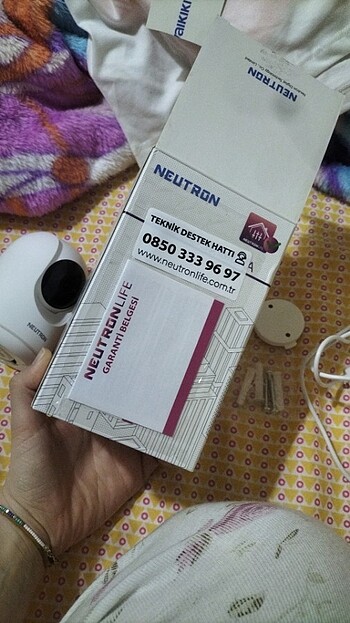 NEUTRON
NEUTRON
TEKNİK DESTEK HATTI
0850 333 96 97
www.neutronlife.com.tr
NEUTRONLIFE
GARANTİ BELGESİ
NEUTRON